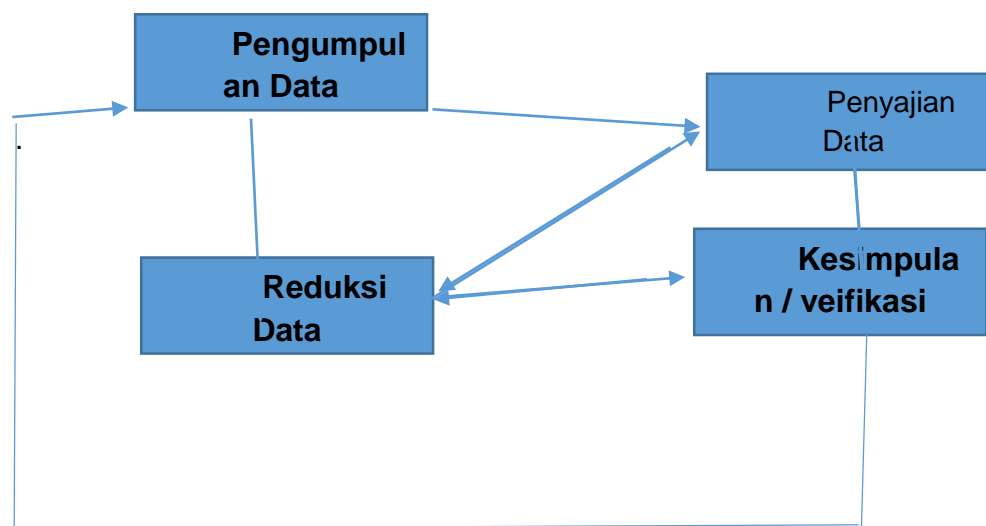 Pengumpul
an Data
Penyajian
Data
.
Reduksi
Data
Kesimpula
n / veifikasi